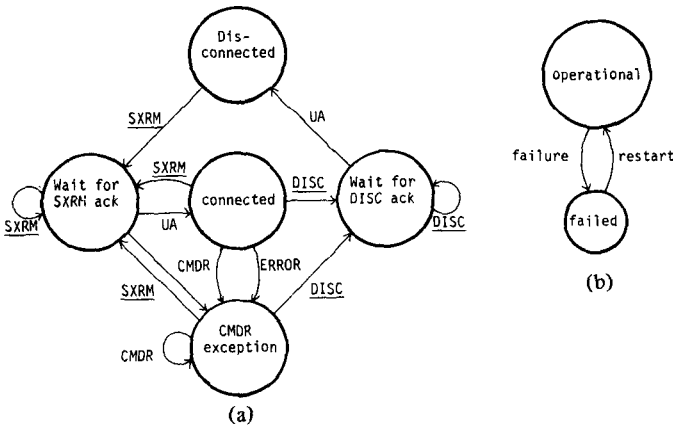 Dis-
connected
SXRM
UA
Wait for
SXRM ack
SXRM
SXRM
UA
connected
DISC
Wait for
DISC ack
DISC
CMDR
ERROR
SXRM
DISC
CMDR
CMDR
exception
(a)
operational
failure
restart
failed
(b)